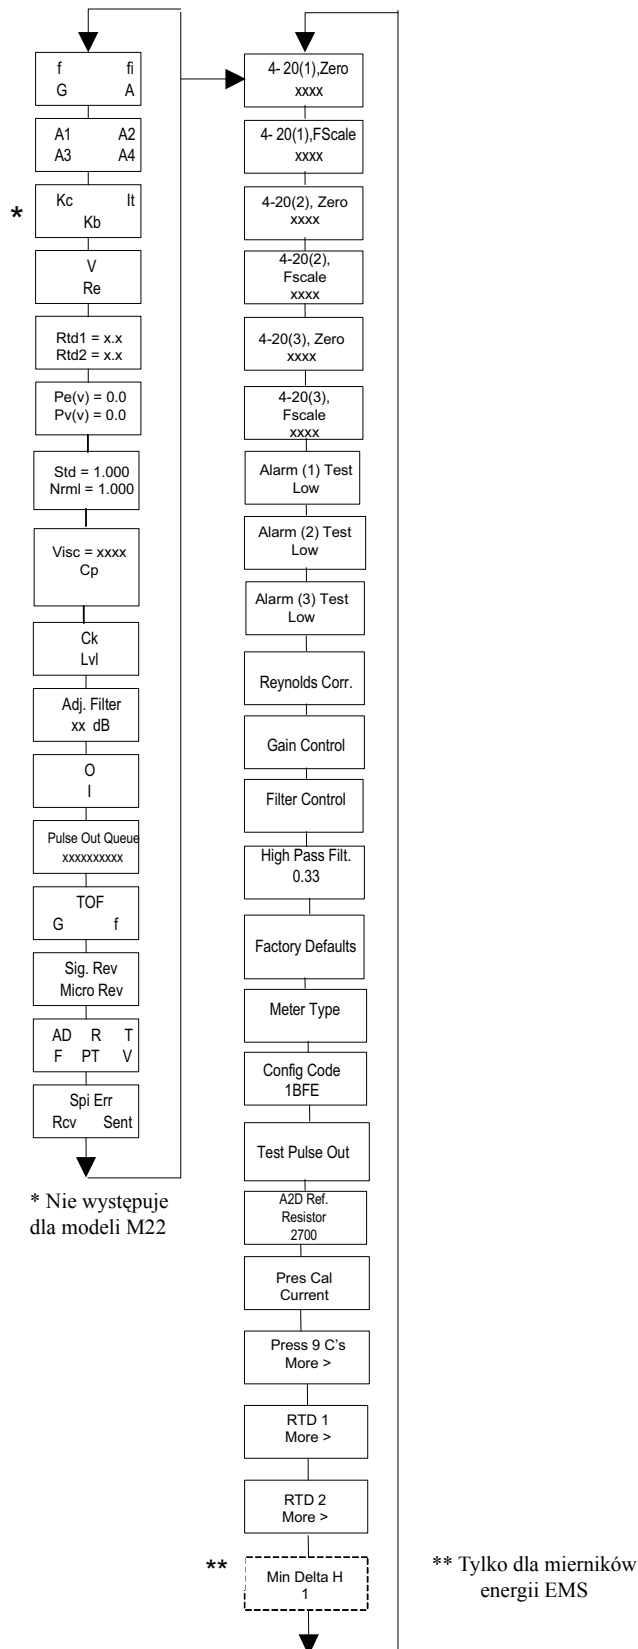 f fi
G A
A1 A2
A3 A4
*
Kc It
Kb
V
Re
Rtd1 = x.x
Rtd2 = x.x
Pe(v) = 0.0
Pv(v) = 0.0
Std = 1.000
Nrml = 1.000
Visc = xxxx
Cp
Ck
Lvl
Adj. Filter
xx dB
O
I
Pulse Out Queue
xxxxxxxxxx
TOF
G f
Sig. Rev
Micro Rev
AD R T
F PT V
Spi Err
Rcv Sent
* Nie występuje
dla modeli M22
4- 20(1),Zero
xxxx
4- 20(1),FScale
xxxx
4-20(2), Zero
xxxx
4-20(2),
Fscale
xxxx
4-20(3), Zero
xxxx
4-20(3),
Fscale
xxxx
Alarm (1) Test
Low
Alarm (2) Test
Low
Alarm (3) Test
Low
Reynolds Corr.
Gain Control
Filter Control
High Pass Filt.
0.33
Factory Defaults
Meter Type
Config Code
1BFE
Test Pulse Out
A2D Ref.
Resistor
2700
Pres Cal
Current
Press 9 C's
More >
RTD 1
More >
RTD 2
More >
**
Min Delta H
1
** Tylko dla mierników
energii EMS